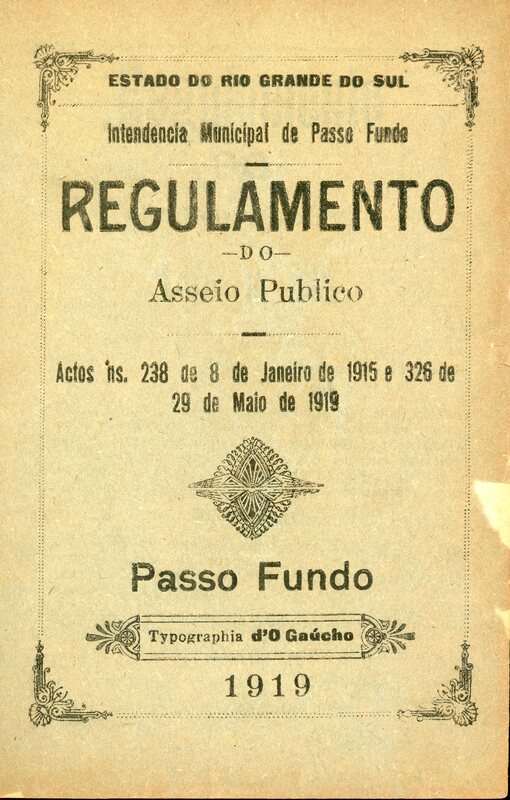 ESTADO DO RIO GRANDE DO SUL
Intendencia Municipal de Passo Fundo
REGULAMENTO
—DO—
Asseio Publico
Actos ns. 238 de 8 de Janeiro de 1915 e 326 de
29 de Maio de 1919
Passo Fundo
Typographia d'O Gaúcho
1919